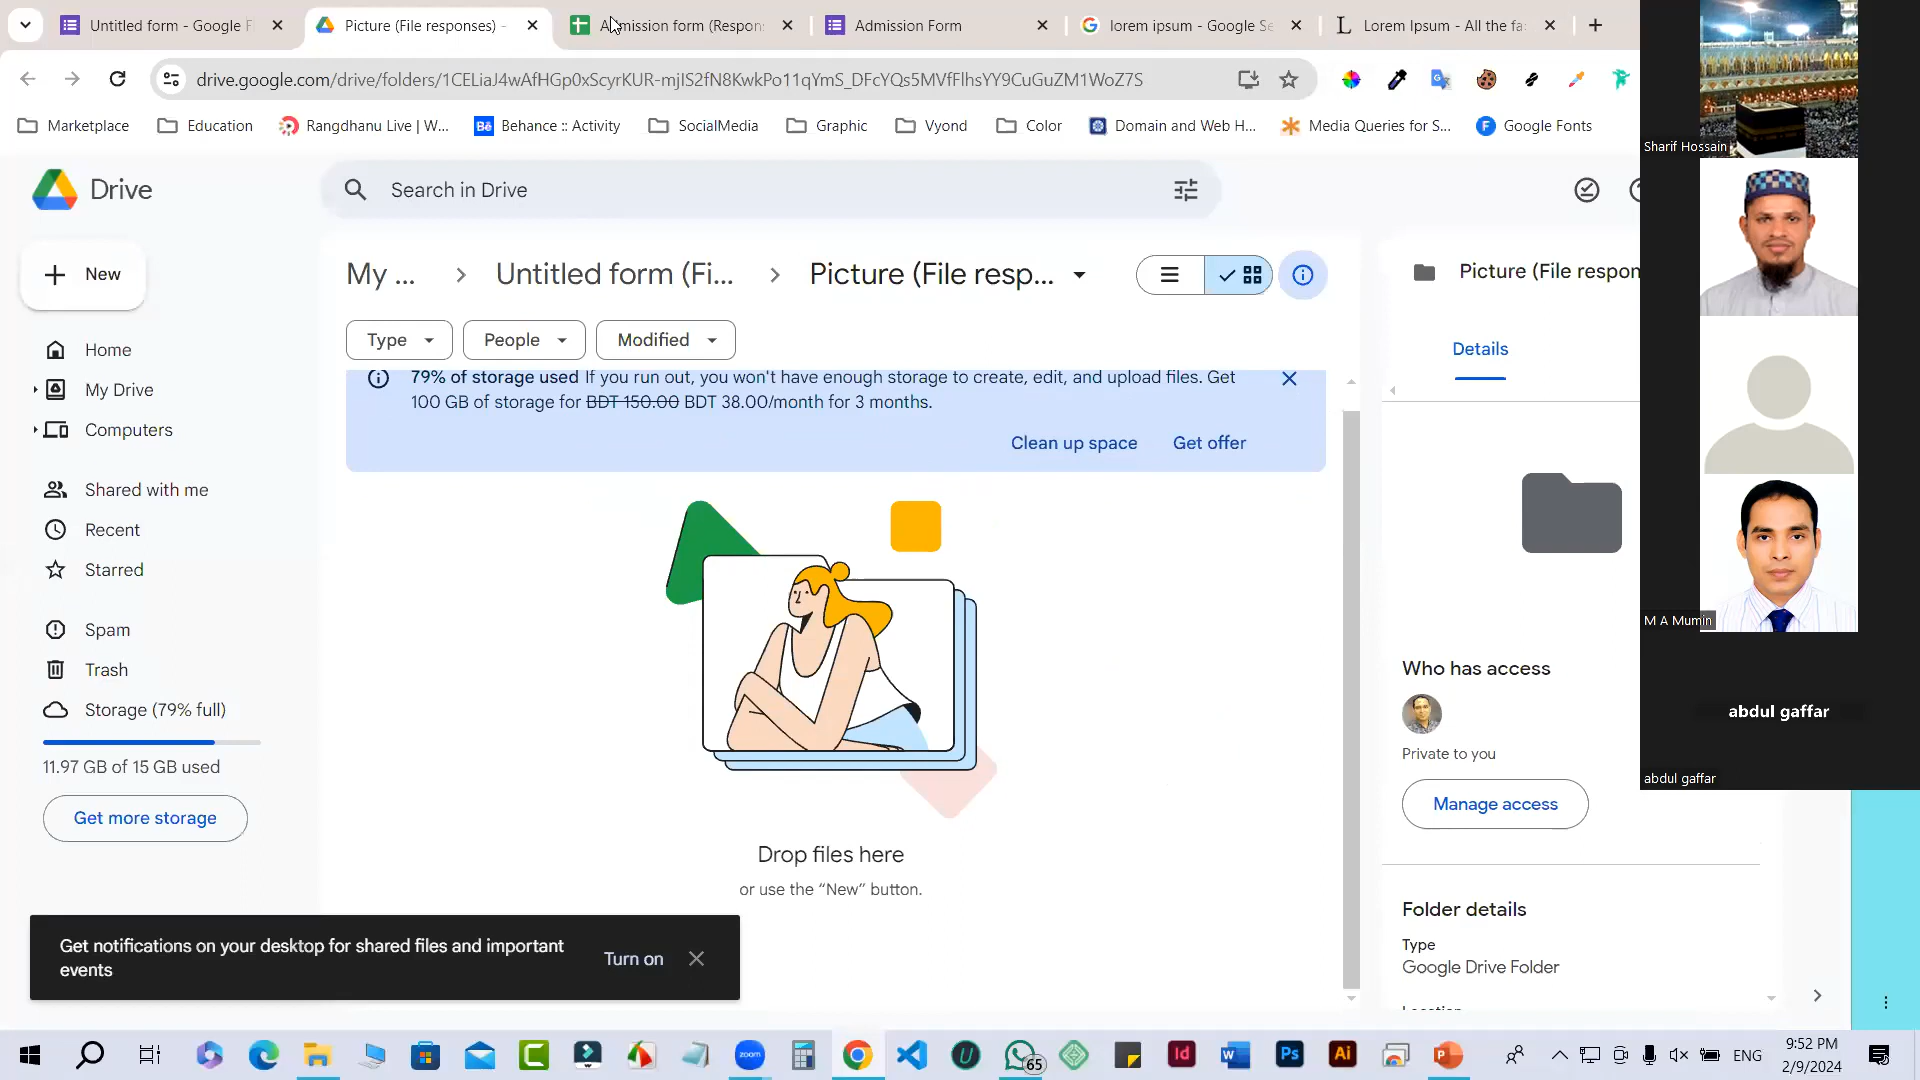 Untitled form - Google F
Picture (File responses) -
Admission form (Respon
Admission Form
lorem ipsum - Google Se
Lorem Ipsum - All the fa
drive.google.com/drive/folders/1CELiaJ4wAfHGp0xScyrKUR-mjIS2fN8KwkPo11qYmS_DFcYQs5MVfFlhsYY9CuGuZM1WoZ7S
Marketplace
Education
Rangdhanu Live | W...
Behance :: Activity
SocialMedia
Graphic
Vyond
Color
Domain and Web H...
Media Queries for S...
Google Fonts
Sharif Hossain
Drive
Search in Drive
New
My ... > Untitled form (Fi... > Picture (File resp...
Picture (File respon
Type
People
Modified
Details
Home
My Drive
Computers
79% of storage used If you run out, you won't have enough storage to create, edit, and upload files. Get
100 GB of storage for BDT 150.00 BDT 38.00/month for 3 months.
Clean up space
Get offer
Shared with me
Recent
Starred
Spam
Trash
Storage (79% full)
11.97 GB of 15 GB used
Get more storage
M A Mumin
Who has access
abdul gaffar
Private to you
abdul gaffar
Manage access
Drop files here
or use the “New” button.
Folder details
Type
Google Drive Folder
Get notifications on your desktop for shared files and important
events
Turn on
zoom
65
Id
Ps
Ai
ENG
9:52 PM
2/9/2024